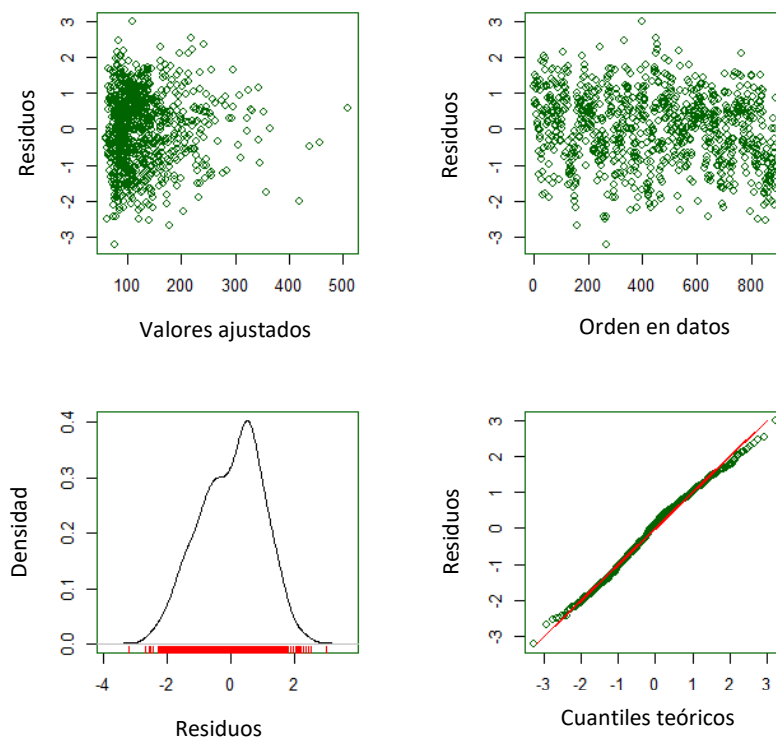 3
2
1
0
-1
-2
-3
Residuos
100 200 300 400 500
Valores ajustados
3
2
1
0
-1
-2
-3
Residuos
0 200 400 600 800
Orden en datos
0.4
0.3
0.2
0.1
0.0
Densidad
-4 -2 0 2
Residuos
3
2
1
0
-1
-2
-3
Residuos
-3 -2 -1 0 1 2 3
Cuantiles teóricos